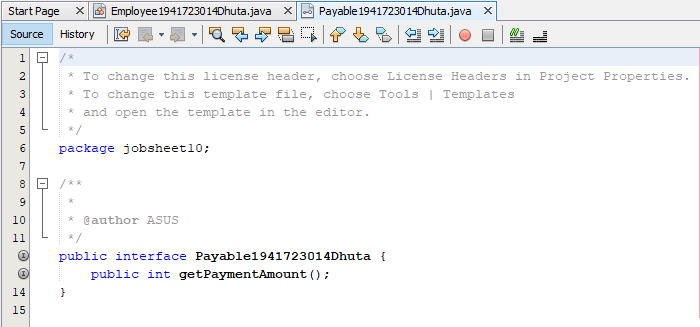 Start Page Employee1941723014Dhuta.java Payable1941723014Dhuta.java
Source History
1 /*
2 * To change this license header, choose License Headers in Project Properties.
3 * To change this template file, choose Tools | Templates
4 * and open the template in the editor.
5 */
6 package jobsheet10;
7
8 /**
9 *
10 * @author ASUS
11 */
public interface Payable1941723014Dhuta {
public int getPaymentAmount();
14 }
15